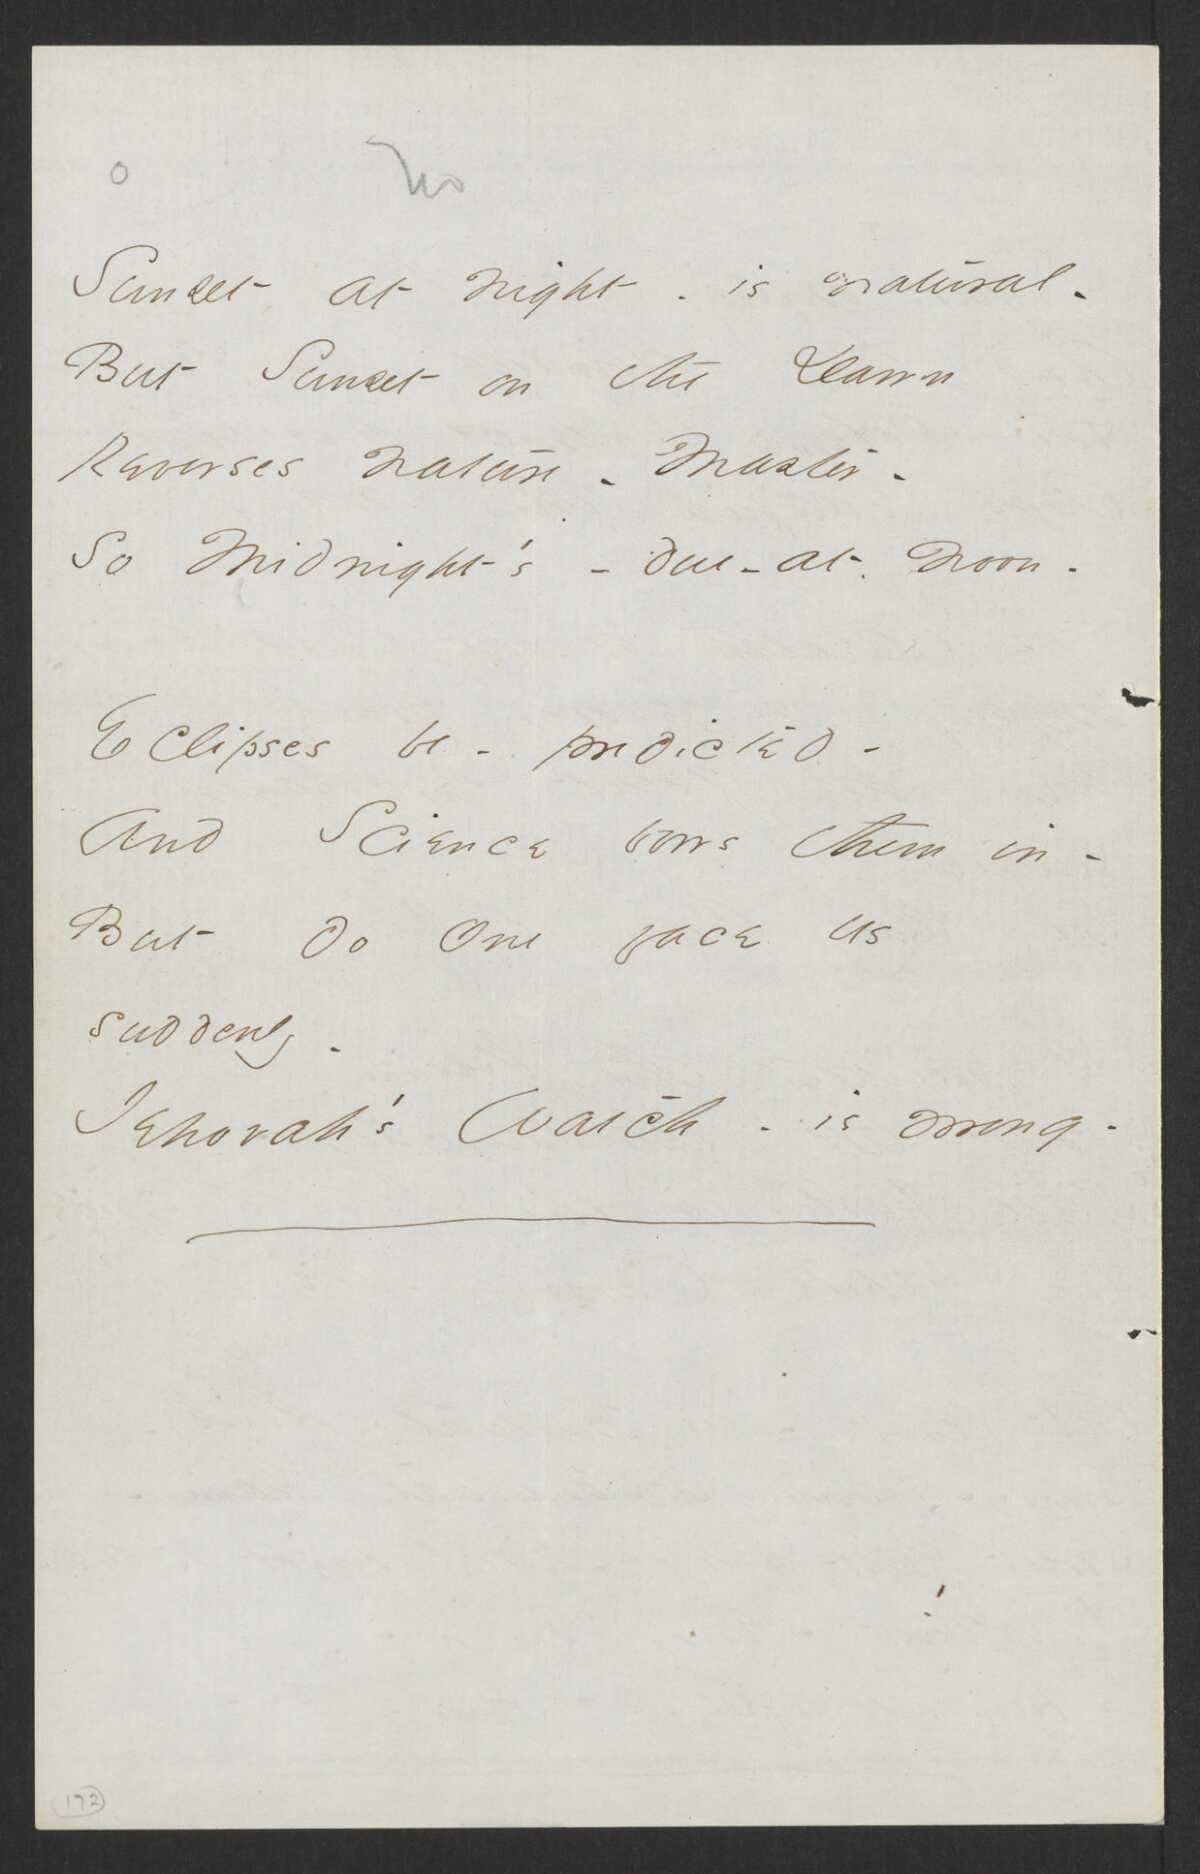 o No
Sunset at Night - is natural -
But Sunset on the Dawn
Reverses Nature - Master -
So Midnight's - due - at Noon -
Eclipses be - predicted -
And Science bows them in -
But do One face us
suddenly -
Jehovah's Watch - is wrong -
172